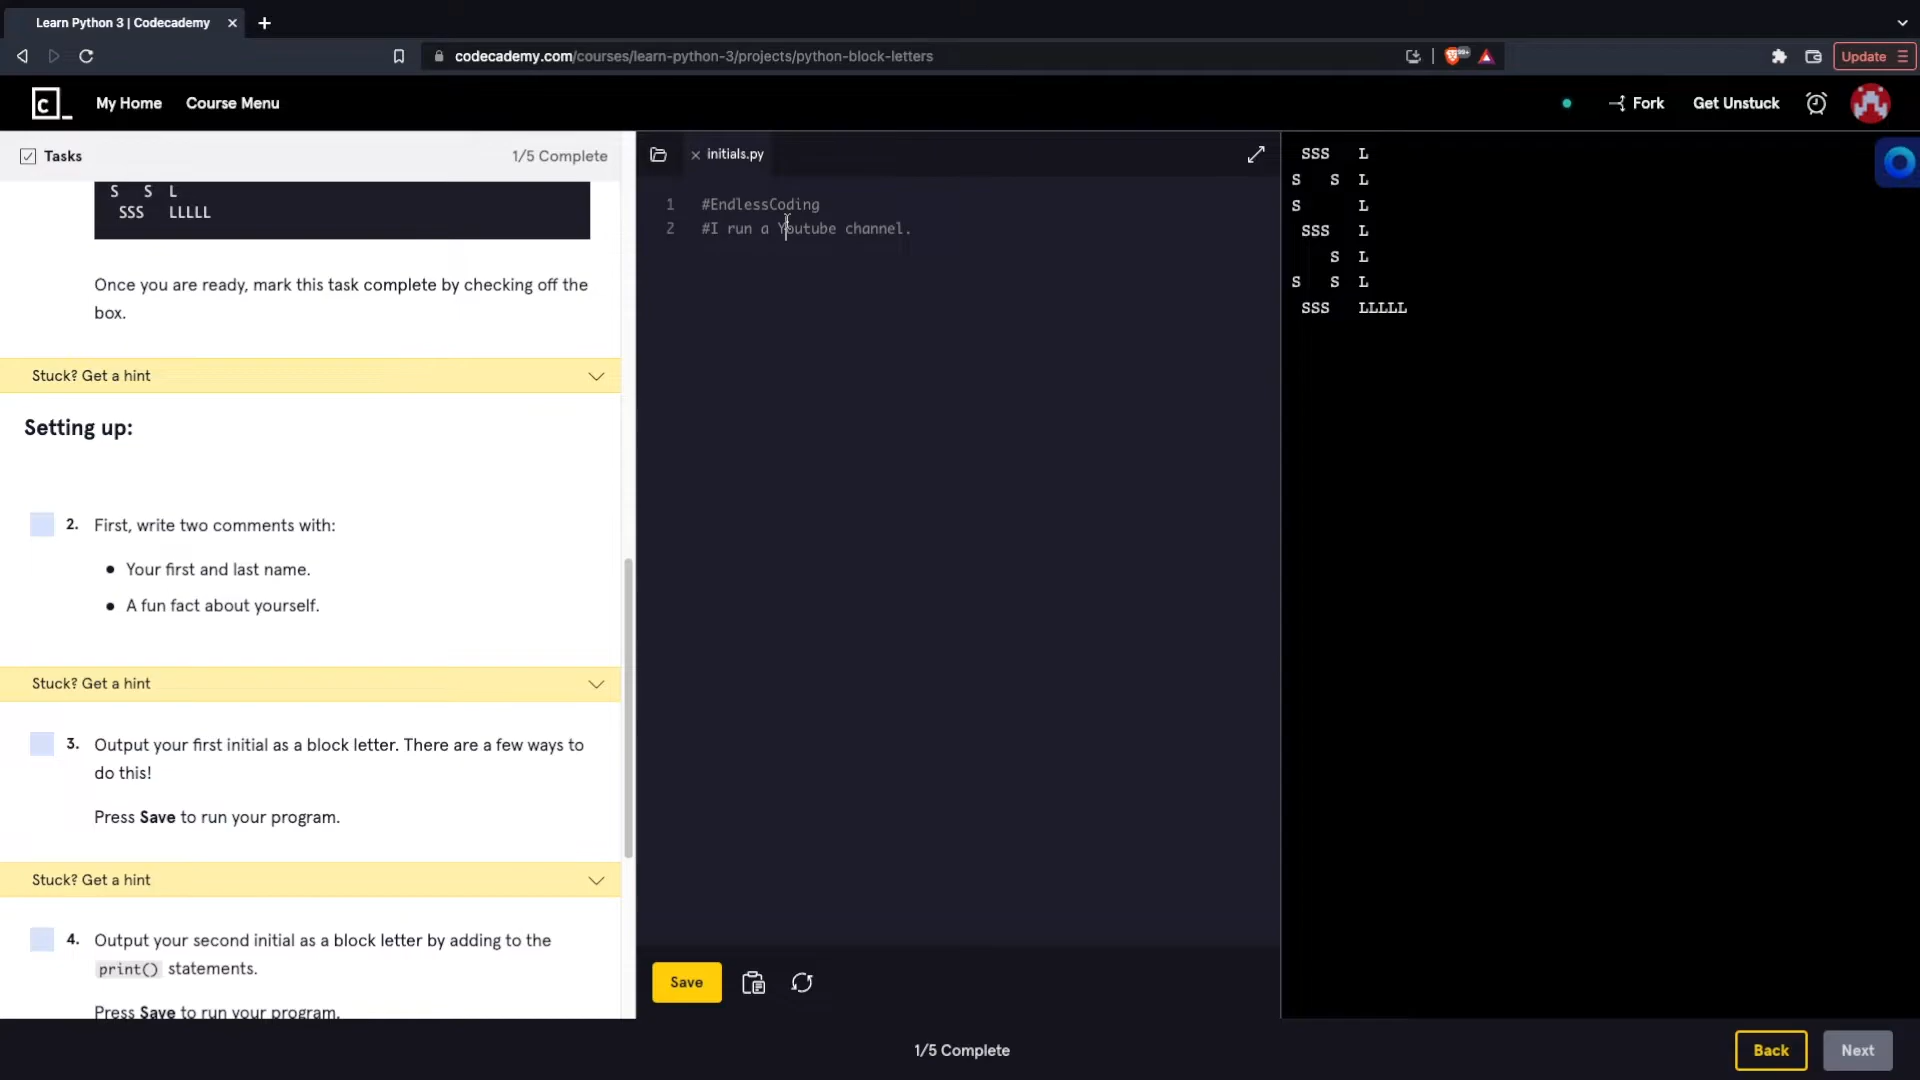 Learn Python 3 | Codecademy
codecademy.com/courses/learn-python-3/projects/python-block-letters
Update
My Home Course Menu
Fork Get Unstuck
Tasks 1/5 Complete
S   S  L
 SSS   LLLLL
Once you are ready, mark this task complete by checking off the
box.
Stuck? Get a hint
Setting up:
2. First, write two comments with:
• Your first and last name.
• A fun fact about yourself.
Stuck? Get a hint
3. Output your first initial as a block letter. There are a few ways to
do this!
Press Save to run your program.
Stuck? Get a hint
4. Output your second initial as a block letter by adding to the
print() statements.
Press Save to run your program.
initials.py
1 #EndlessCoding
2 #I run a Youtube channel.
Save
 SSS   L
S   S  L
S      L
 SSS   L
    S  L
S   S  L
 SSS   LLLLL
1/5 Complete
Back
Next